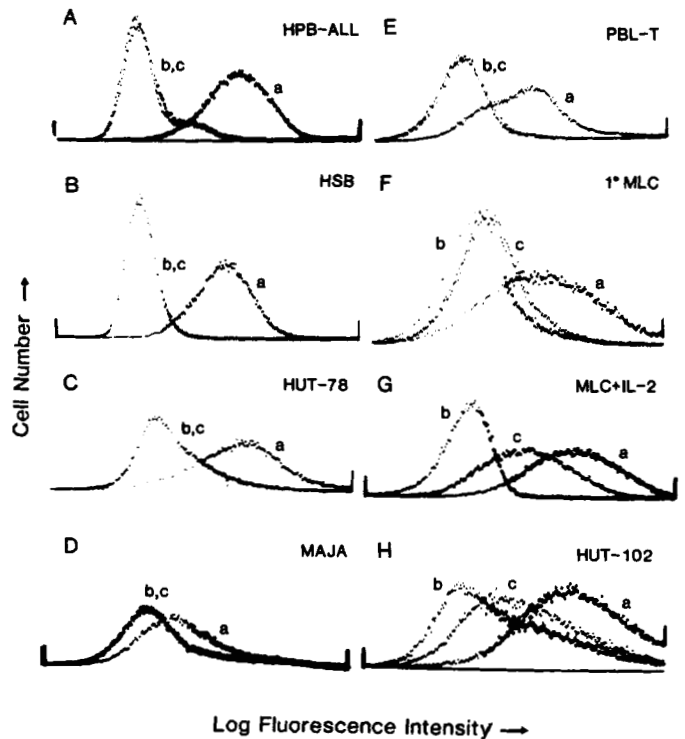 A
HPB-ALL
b,c
a
B
HSB
b,c
a
C
HUT-78
b,c
a
D
MAJA
b,c
a
E
PBL-T
b,c
a
F
1° MLC
b
c
a
G
MLC+IL-2
b
c
a
H
HUT-102
b
c
a
Cell Number →
Log Fluorescence Intensity →